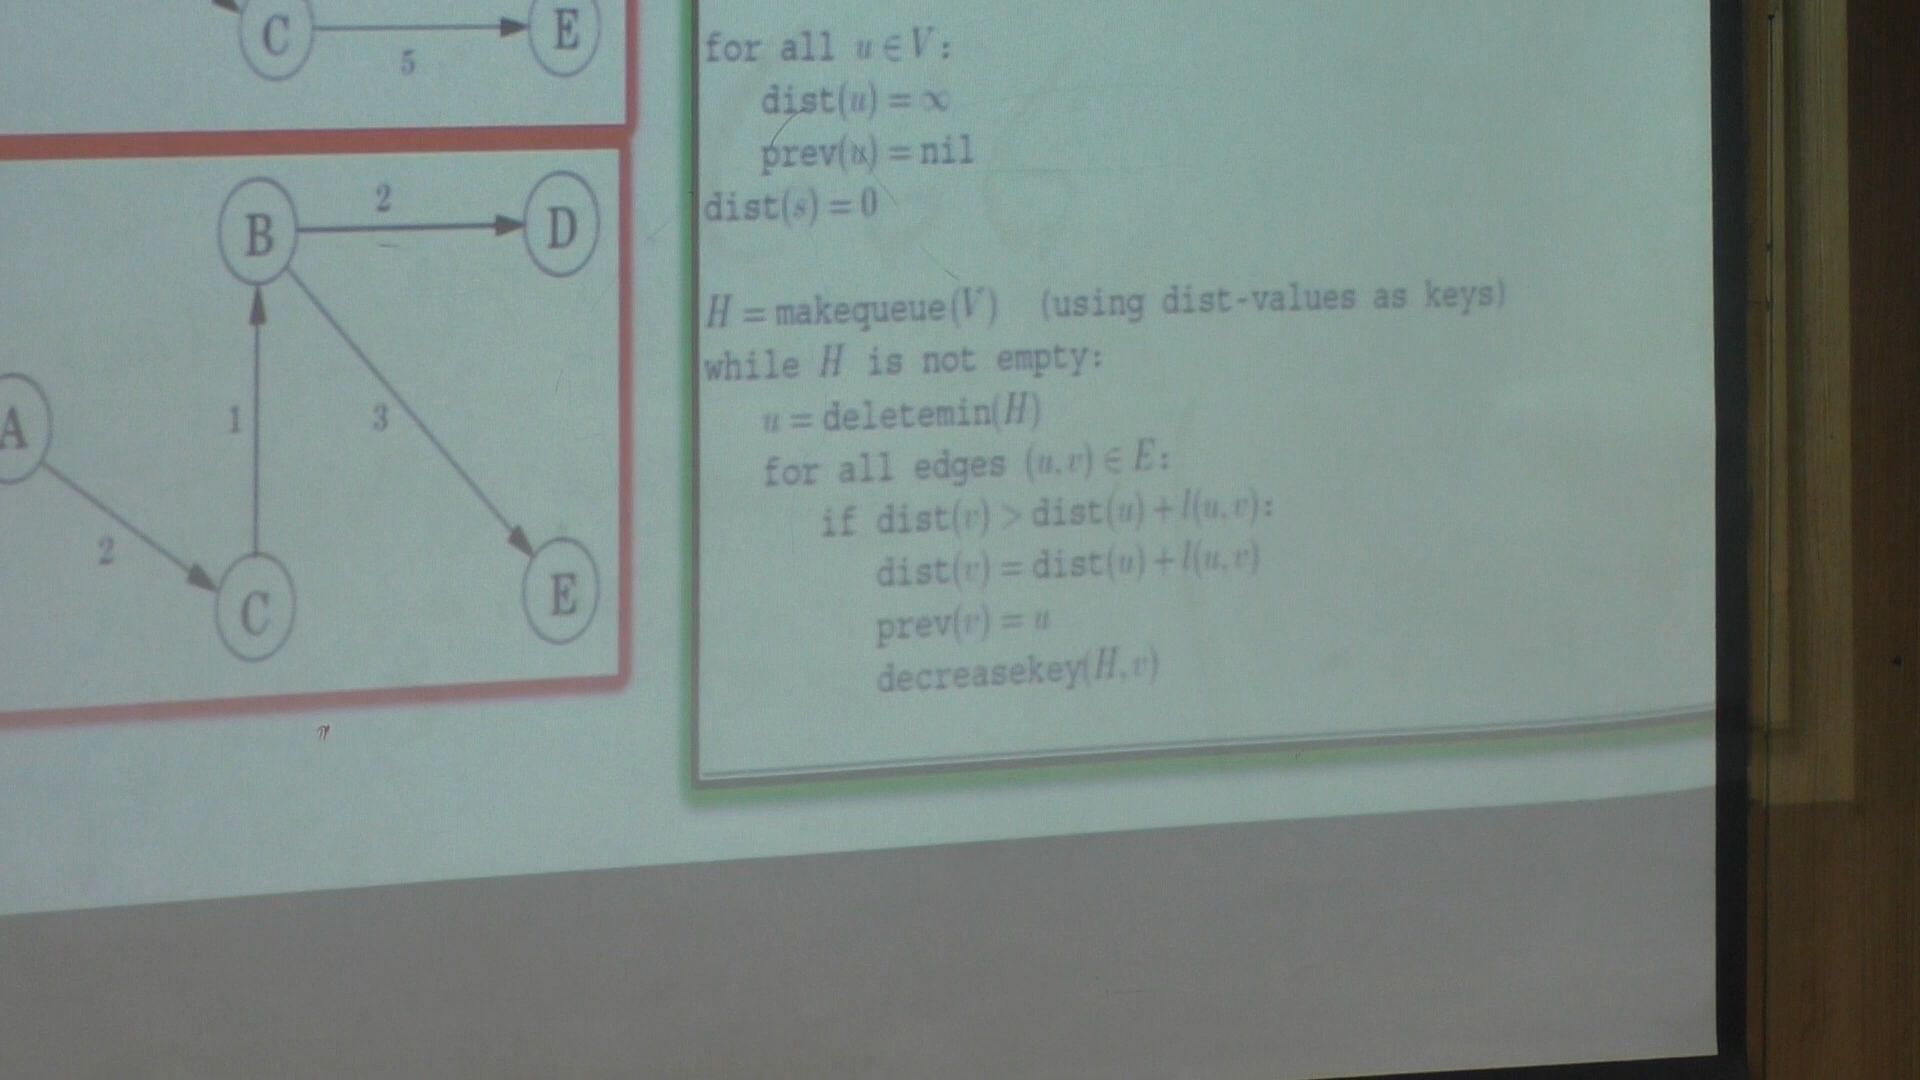 C
E
5
B
2
D
A
1
3
2
C
E
for all u ∈ V:
dist(u) = ∞
prev(u) = nil
dist(s) = 0
H = makequeue(V) (using dist-values as keys)
while H is not empty:
u = deletemin(H)
for all edges (u, v) ∈ E:
if dist(v) > dist(u) + l(u, v):
dist(v) = dist(u) + l(u, v)
prev(v) = u
decreasekey(H, v)